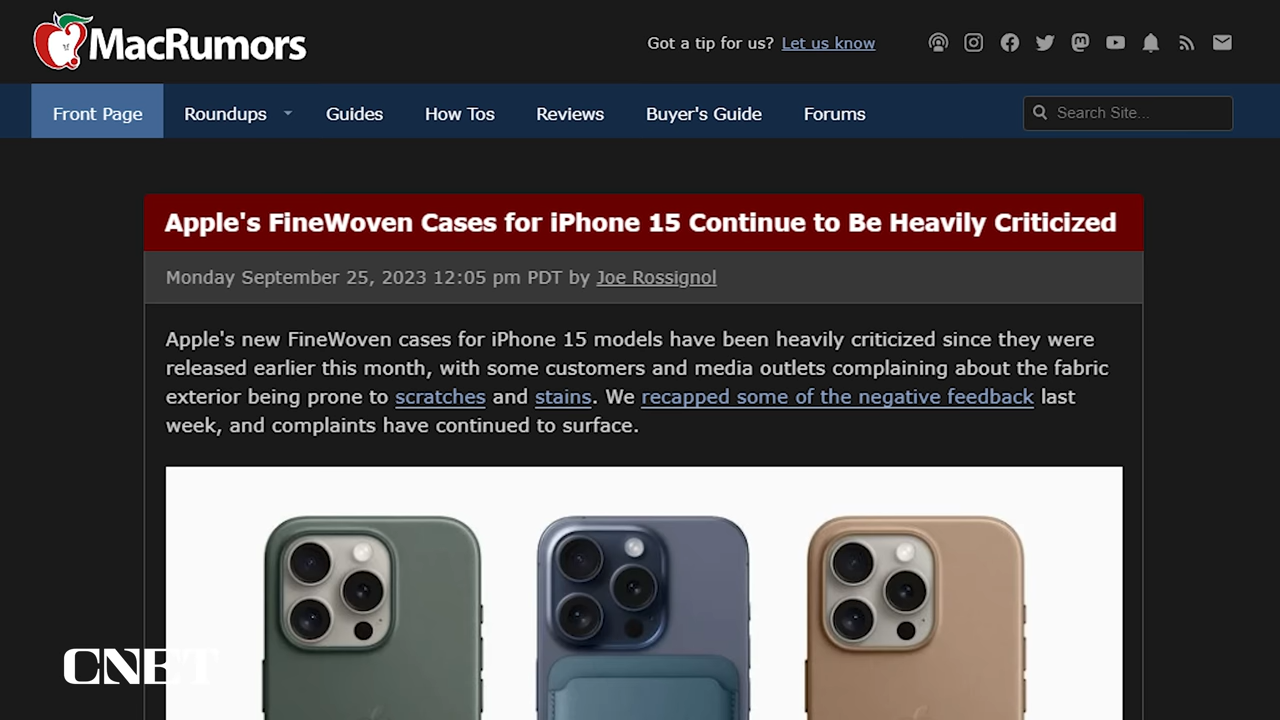 MacRumors
Got a tip for us? Let us know
Front Page Roundups Guides How Tos Reviews Buyer's Guide Forums Search Site...
Apple's FineWoven Cases for iPhone 15 Continue to Be Heavily Criticized
Monday September 25, 2023 12:05 pm PDT by Joe Rossignol
Apple's new FineWoven cases for iPhone 15 models have been heavily criticized since they were
released earlier this month, with some customers and media outlets complaining about the fabric
exterior being prone to scratches and stains. We recapped some of the negative feedback last
week, and complaints have continued to surface.
CNET